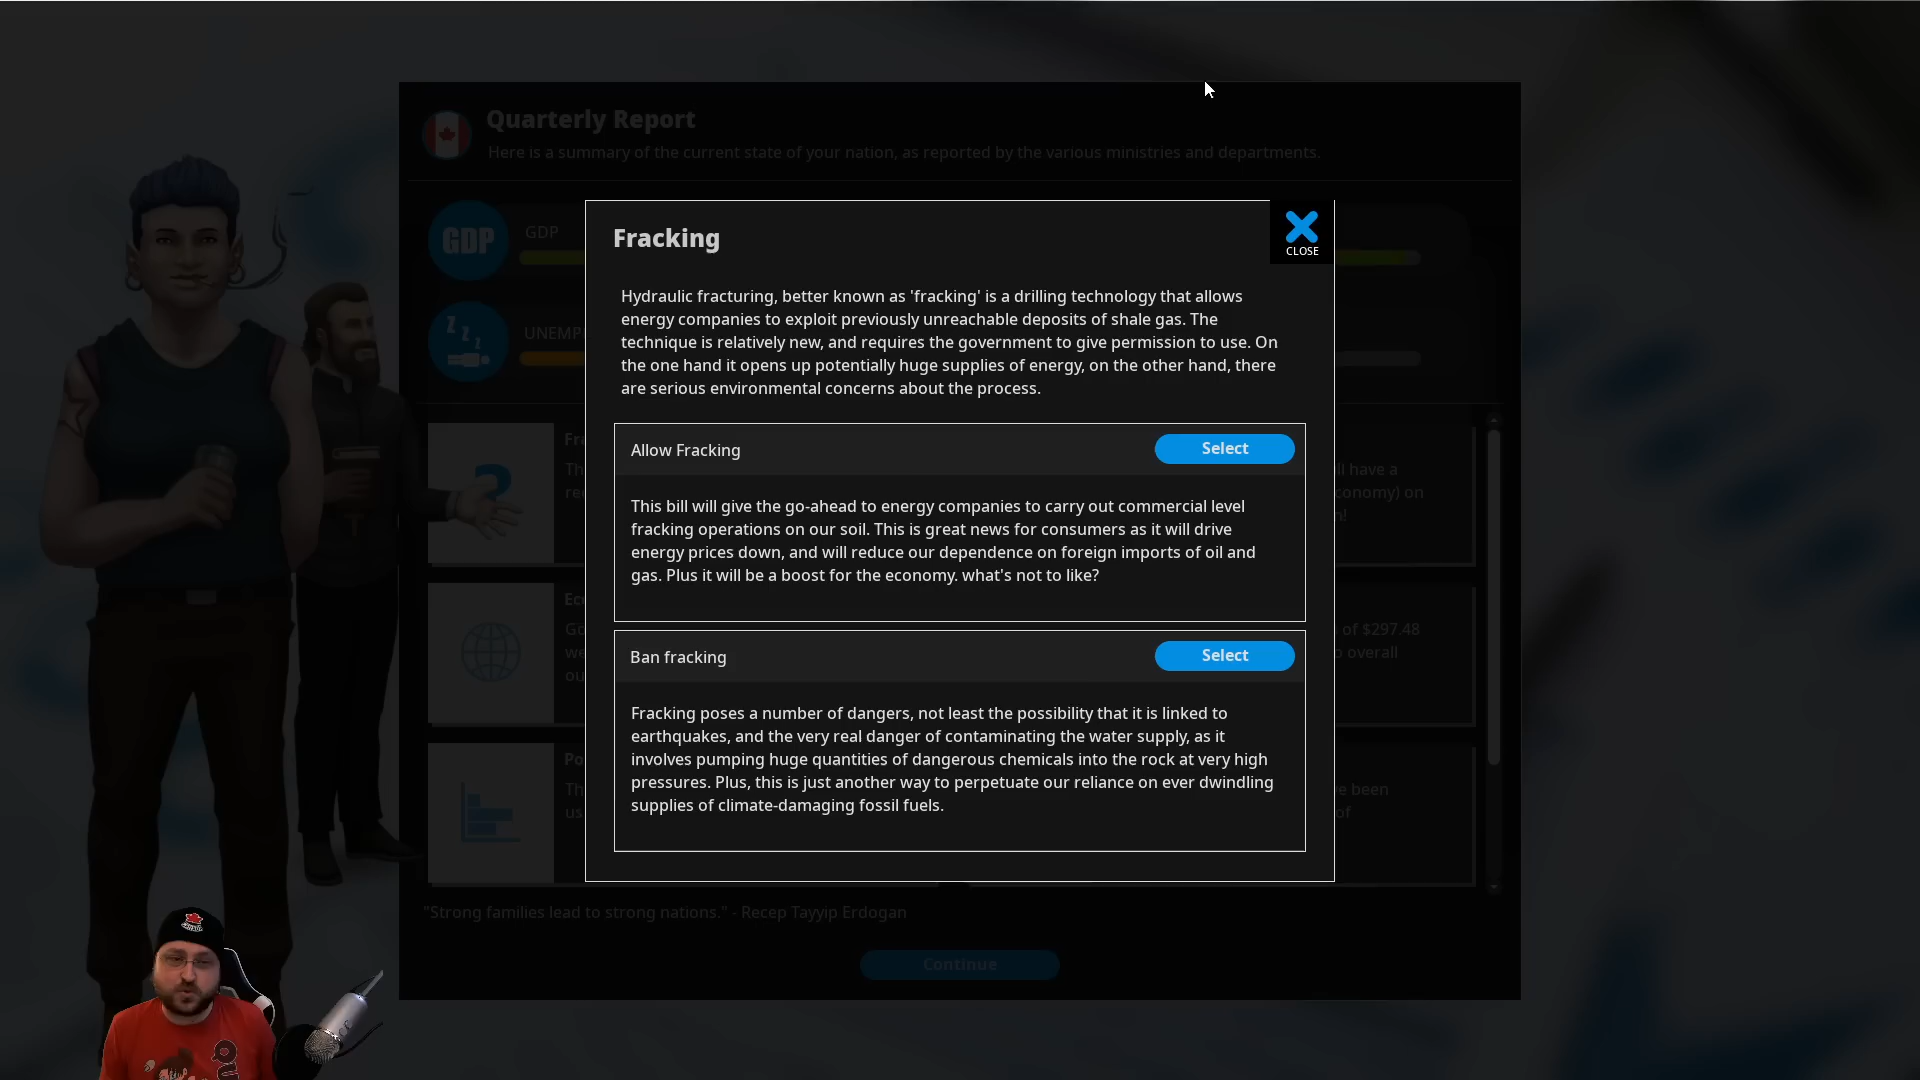 Quarterly Report
Here is a summary of the current state of your nation, as reported by the various ministries and departments.
GDP
GDP
UNEMP
Fracking
CLOSE
Hydraulic fracturing, better known as 'fracking' is a drilling technology that allows
energy companies to exploit previously unreachable deposits of shale gas. The
technique is relatively new, and requires the government to give permission to use. On
the one hand it opens up potentially huge supplies of energy, on the other hand, there
are serious environmental concerns about the process.
Allow Fracking
Select
This bill will give the go-ahead to energy companies to carry out commercial level
fracking operations on our soil. This is great news for consumers as it will drive
energy prices down, and will reduce our dependence on foreign imports of oil and
gas. Plus it will be a boost for the economy. what's not to like?
Ban fracking
Select
Fracking poses a number of dangers, not least the possibility that it is linked to
earthquakes, and the very real danger of contaminating the water supply, as it
involves pumping huge quantities of dangerous chemicals into the rock at very high
pressures. Plus, this is just another way to perpetuate our reliance on ever dwindling
supplies of climate-damaging fossil fuels.
have a
conomy) on
of $297.48
overall
e been
of
"Strong families lead to strong nations." - Recep Tayyip Erdogan
Continue